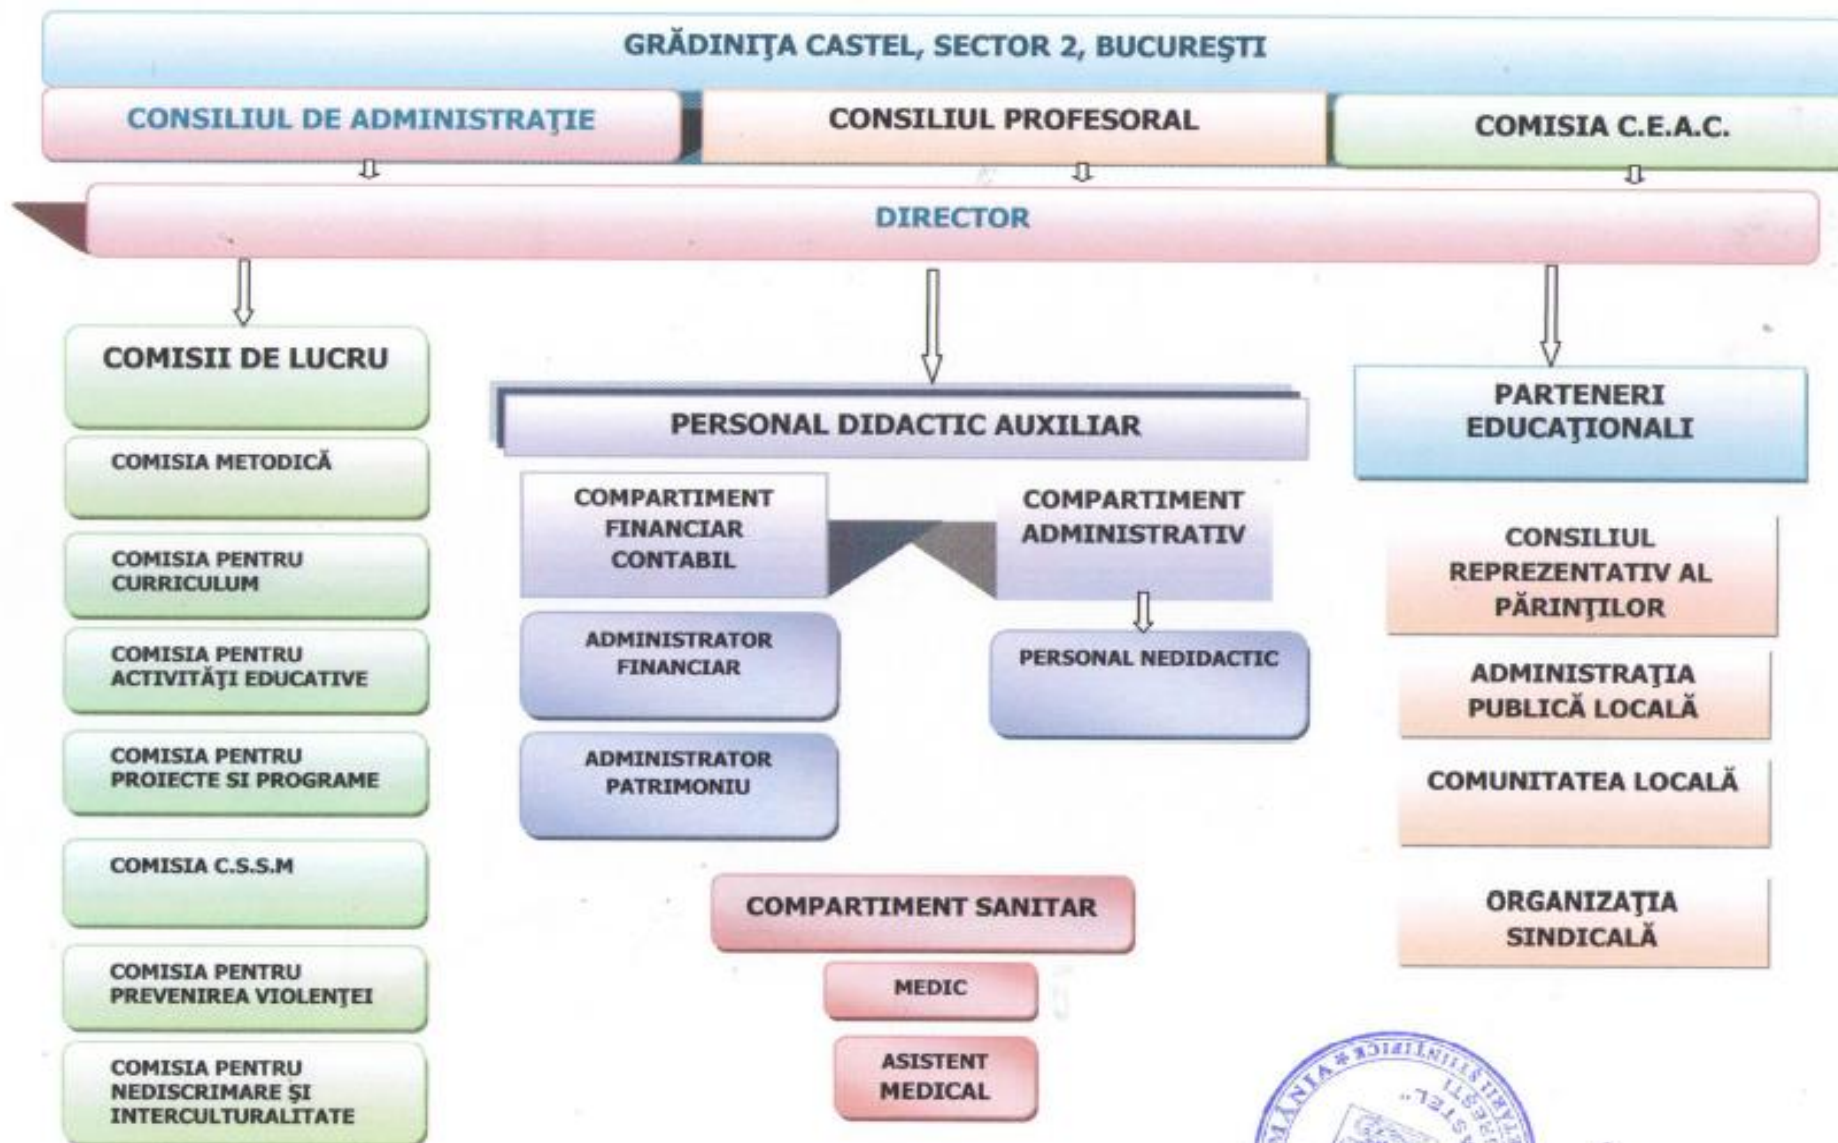 GRĂDINIŢA CASTEL, SECTOR 2, BUCUREŞTI
CONSILIUL DE ADMINISTRAŢIE
CONSILIUL PROFESORAL
COMISIA C.E.A.C.
DIRECTOR
COMISII DE LUCRU
COMISIA METODICĂ
COMISIA PENTRU
CURRICULUM
COMISIA PENTRU
ACTIVITĂŢI EDUCATIVE
COMISIA PENTRU
PROIECTE SI PROGRAME
COMISIA C.S.S.M
COMISIA PENTRU
PREVENIREA VIOLENŢEI
COMISIA PENTRU
NEDISCRIMARE ŞI
INTERCULTURALITATE
PERSONAL DIDACTIC AUXILIAR
COMPARTIMENT
FINANCIAR
CONTABIL
ADMINISTRATOR
FINANCIAR
ADMINISTRATOR
PATRIMONIU
COMPARTIMENT
ADMINISTRATIV
PERSONAL NEDIDACTIC
COMPARTIMENT SANITAR
MEDIC
ASISTENT
MEDICAL
PARTENERI
EDUCAŢIONALI
CONSILIUL
REPREZENTATIV AL
PĂRINŢILOR
ADMINISTRAŢIA
PUBLICĂ LOCALĂ
COMUNITATEA LOCALĂ
ORGANIZAŢIA
SINDICALĂ